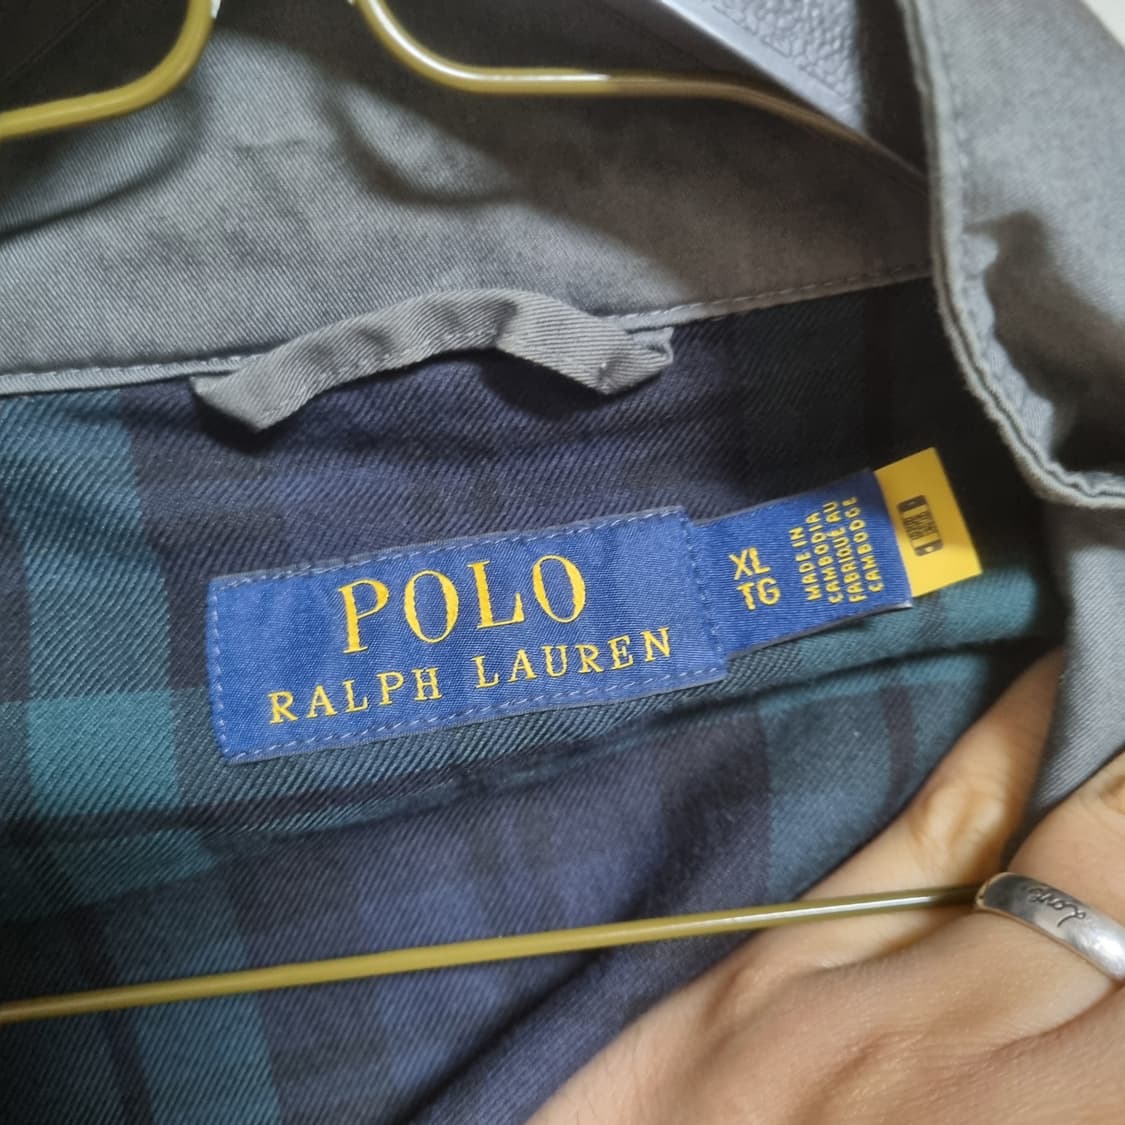 POLO
RALPH LAUREN
XL
TG
MADE IN
CAMBODIA
FABRIQUÉ AU
CAMBODGE